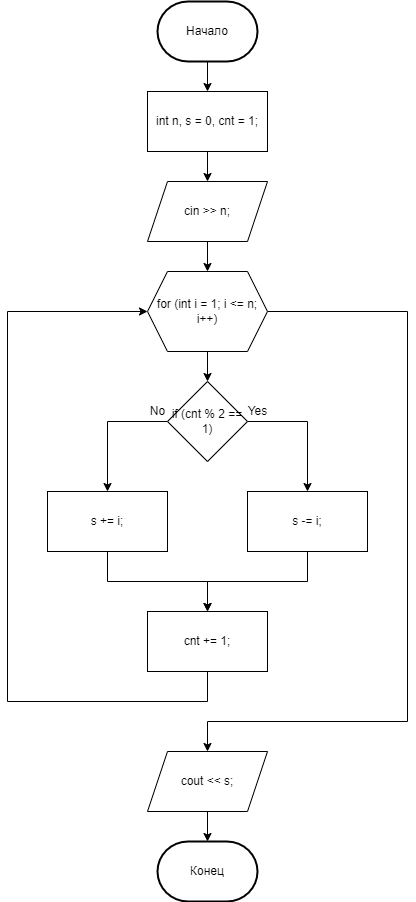 Начало
int n, s = 0, cnt = 1;
cin >> n;
for (int i = 1; i <= n;
i++)
No
if (cnt % 2 ==
1)
Yes
s += i;
s -= i;
cnt += 1;
cout << s;
Конец